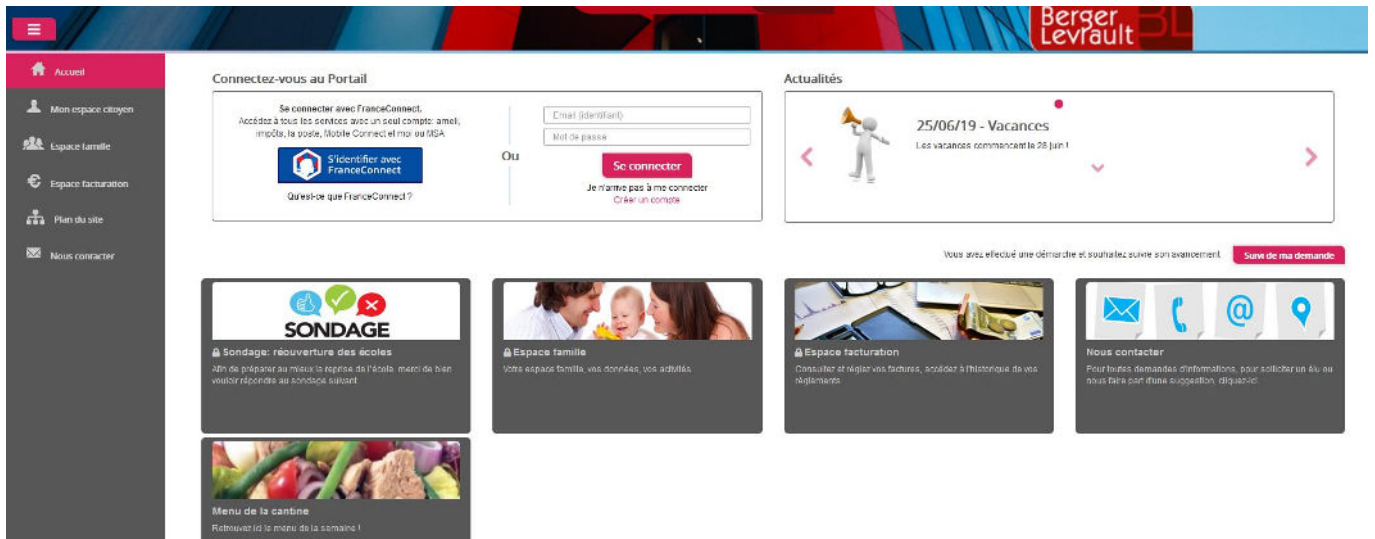 Berger
Levrault
Accueil
Mon espace citoyen
Espace famille
Espace facturation
Plan du site
Nous contacter
Connectez-vous au Portail
Se connecter avec FranceConnect.
Accédez à tous les services avec un seul compte: ameli,
impôts, la poste, Mobile Connect et moi ou MSA
S'identifier avec
FranceConnect
Qu'est-ce que FranceConnect ?
Ou
Email (identifiant)
Mot de passe
Se connecter
Je n'arrive pas à me connecter
Créer un compte
Actualités
25/06/19 - Vacances
Les vacances commencent le 28 juin !
Vous avez effectué une démarche et souhaitez suivre son avancement
Suivi de ma demande
SONDAGE
Sondage: réouverture des écoles
Afin de préparer au mieux la reprise de l'école, merci de bien
vouloir répondre au sondage suivant
Espace famille
Votre espace famille, vos données, vos activités.
Espace facturation
Consultez et réglez vos factures, accédez à l'historique de vos
règlements
Nous contacter
Pour toutes demandes d'informations, pour solliciter un élu ou
nous faire part d'une suggestion, cliquez-ici.
Menu de la cantine
Retrouvez ici le menu de la semaine !